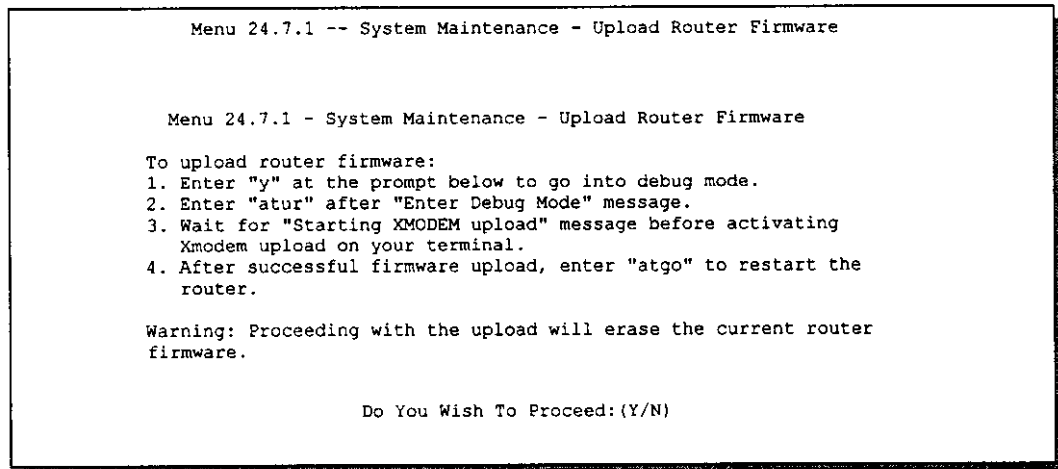 Menu 24.7.1 -- System Maintenance - Upload Router Firmware
Menu 24.7.1 - System Maintenance - Upload Router Firmware
To upload router firmware:
1. Enter "y" at the prompt below to go into debug mode.
2. Enter "atur" after "Enter Debug Mode" message.
3. Wait for "Starting XMODEM upload" message before activating
Xmodem upload on your terminal.
4. After successful firmware upload, enter "atgo" to restart the
router.
Warning: Proceeding with the upload will erase the current router
firmware.
Do You Wish To Proceed:(Y/N)